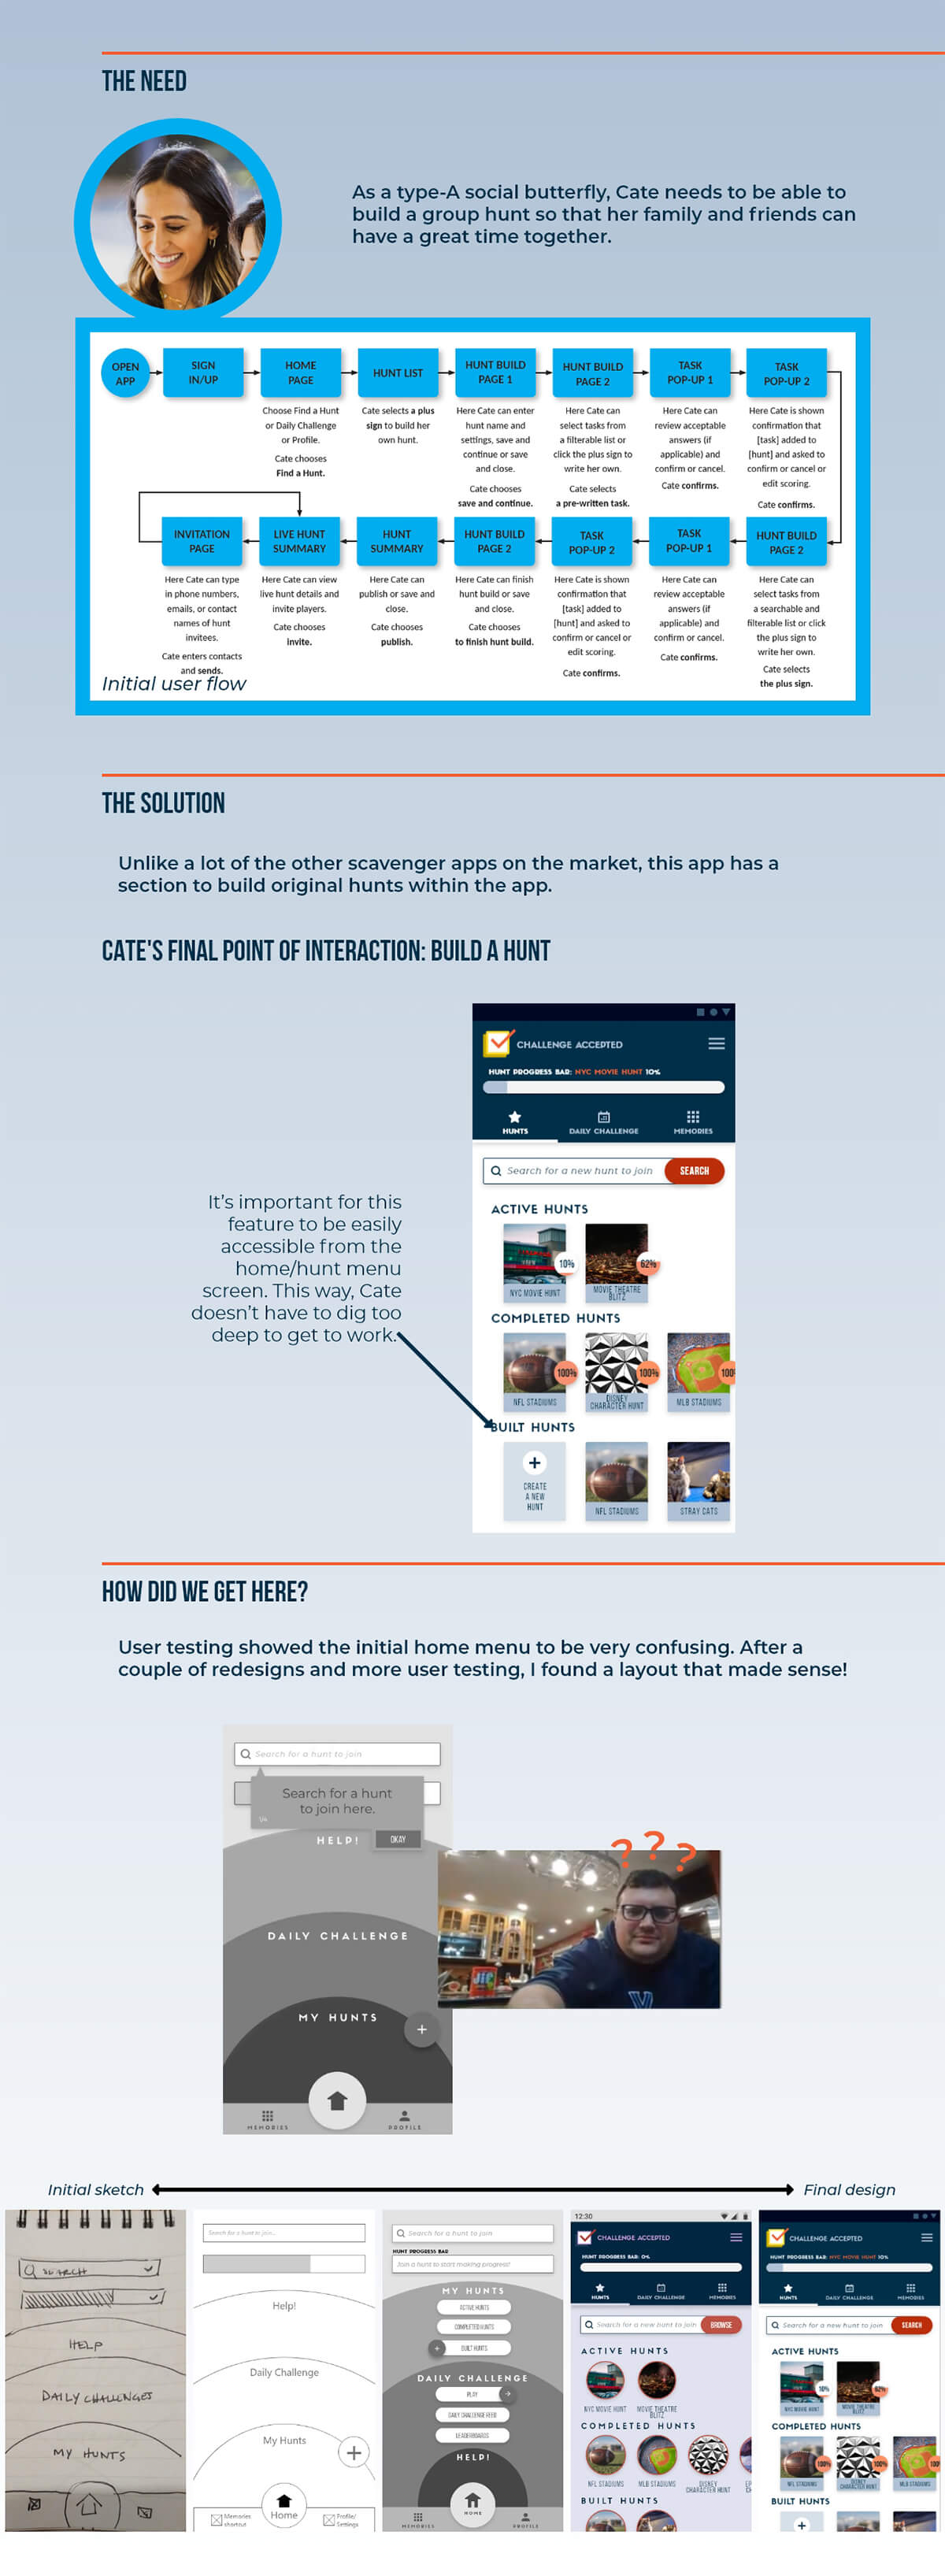 THE NEED
As a type-A social butterfly, Cate needs to be able to
build a group hunt so that her family and friends can
have a great time together.
OPEN
APP
SIGN
IN/UP
HOME
PAGE
HUNT LIST
HUNT BUILD
PAGE 1
HUNT BUILD
PAGE 2
TASK
POP-UP 1
TASK
POP-UP 2
Choose Find a Hunt
or Daily Challenge
or Profile.
Cate chooses
Find a Hunt.
Cate selects a plus
sign to build her
own hunt.
Here Cate can enter
hunt name and
settings, save and
continue or save
and close.
Cate chooses
save and continue.
Here Cate can
select tasks from
a filterable list or
click the plus sign to
write her own.
Cate selects
a pre-written task.
Here Cate can
review acceptable
answers (if
applicable) and
confirm or cancel.
Cate confirms.
Here Cate is shown
confirmation that
[task] added to
[hunt] and asked to
confirm or cancel or
edit scoring.
Cate confirms.
INVITATION
PAGE
LIVE HUNT
SUMMARY
HUNT
SUMMARY
HUNT BUILD
PAGE 2
TASK
POP-UP 2
TASK
POP-UP 1
HUNT BUILD
PAGE 2
Here Cate can type
in phone numbers,
emails, or contact
names of hunt
invitees.
Cate enters contacts
and sends.
Here Cate can view
live hunt details and
invite players.
Cate chooses
invite.
Here Cate can
publish or save and
close.
Cate chooses
publish.
Here Cate can finish
hunt build or save
and close.
Cate chooses
to finish hunt build.
Here Cate is shown
confirmation that
[task] added to
[hunt] and asked to
confirm or cancel or
edit scoring.
Cate confirms.
Here Cate can
review acceptable
answers (if
applicable) and
confirm or cancel.
Cate confirms.
Here Cate can
select tasks from
a searchable and
filterable list or click
the plus sign to
write her own.
Cate selects
the plus sign.
Initial user flow
THE SOLUTION
Unlike a lot of the other scavenger apps on the market, this app has a
section to build original hunts within the app.
CATE'S FINAL POINT OF INTERACTION: BUILD A HUNT
CHALLENGE ACCEPTED
HUNT PROGRESS BAR: NYC MOVIE HUNT 10%
HUNTS
DAILY CHALLENGE
MEMORIES
Search for a new hunt to join
SEARCH
ACTIVE HUNTS
10%
62%
NYC MOVIE HUNT
MOVIE THEATRE
BLITZ
COMPLETED HUNTS
100%
100%
100
NFL STADIUMS
DISNEY
CHARACTER HUNT
MLB STADIUMS
BUILT HUNTS
+
CREATE
A NEW
HUNT
NFL STADIUMS
STRAY CATS
It's important for this
feature to be easily
accessible from the
home/hunt menu
screen. This way, Cate
doesn't have to dig too
deep to get to work.
HOW DID WE GET HERE?
User testing showed the initial home menu to be very confusing. After a
couple of redesigns and more user testing, I found a layout that made sense!
Search for a hunt to join
Search for a hunt
to join here.
1/4
OKAY
HELP!
DAILY CHALLENGE
MY HUNTS
+
MEMORIES
PROFILE
???
Jif
Initial sketch
Final design
SEARCH
HELP
DAILY CHALLENGES
MY HUNTS
Search for a hunt to join...
Help!
Daily Challenge
My Hunts
+
Home
Memories
shortcut
Profile/
Settings
Search for a hunt to join
HUNT PROGRESS BAR
Join a hunt to start making progress!
MY HUNTS
ACTIVE HUNTS
COMPLETED HUNTS
BUILT HUNTS
DAILY CHALLENGE
PLAY
DAILY CHALLENGE FEED
LEADERBOARDS
HELP!
HOME
MEMORIES
PROFILE
12:30
CHALLENGE ACCEPTED
HUNT PROGRESS BAR: 0%
HUNTS
DAILY CHALLENGE
MEMORIES
Search for a new hunt to join
BROWSE
ACTIVE HUNTS
NYC MOVIE HUNT
MOVIE THEATRE
BLITZ
COMPLETED HUNTS
NFL STADIUMS
MLB STADIUMS
DISNEY
CHARACTER HUNT
BUILT HUNTS
CHALLENGE ACCEPTED
HUNT PROGRESS BAR: NYC MOVIE HUNT 10%
HUNTS
DAILY CHALLENGE
MEMORIES
Search for a new hunt to join
SEARCH
ACTIVE HUNTS
10%
62%
NYC MOVIE HUNT
MOVIE THEATRE
BLITZ
COMPLETED HUNTS
100%
100%
100
NFL STADIUMS
DISNEY
CHARACTER HUNT
MLB STADIUMS
BUILT HUNTS
+